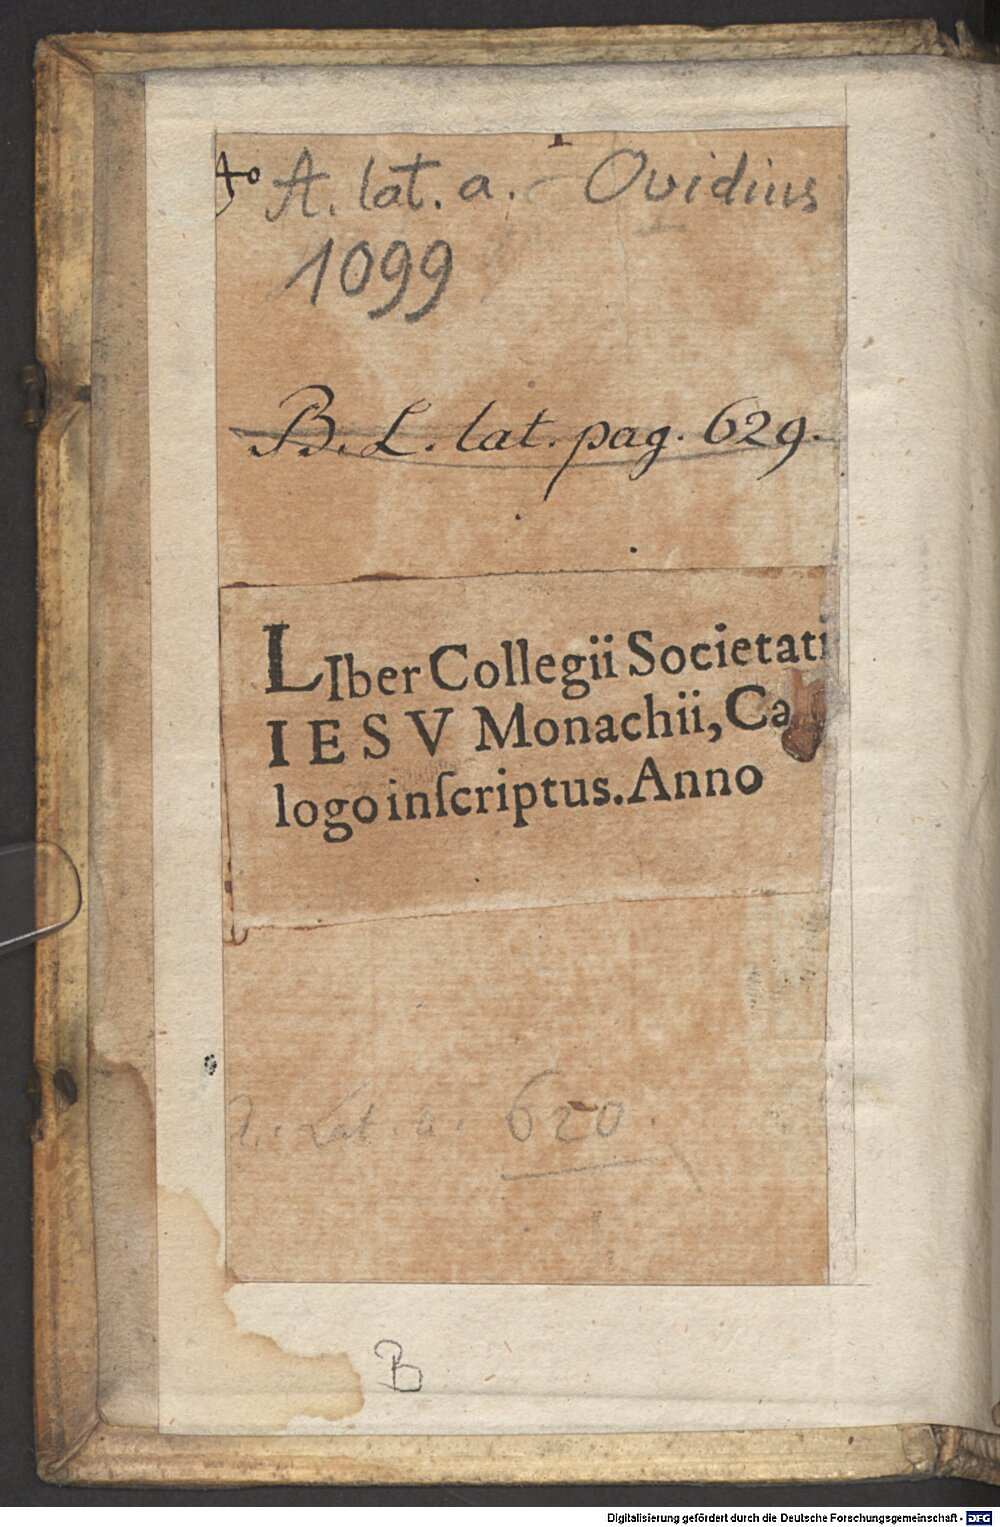 4o A. lat. a. Ovidius
1099
B. L. lat. pag. 629.
LIber Collegii Societati
IESV Monachii, Ca
logo inſcriptus. Anno
A. Lat. a. 620.
B
Digitalisierung gefördert durch die Deutsche Forschungsgemeinschaft - DFG